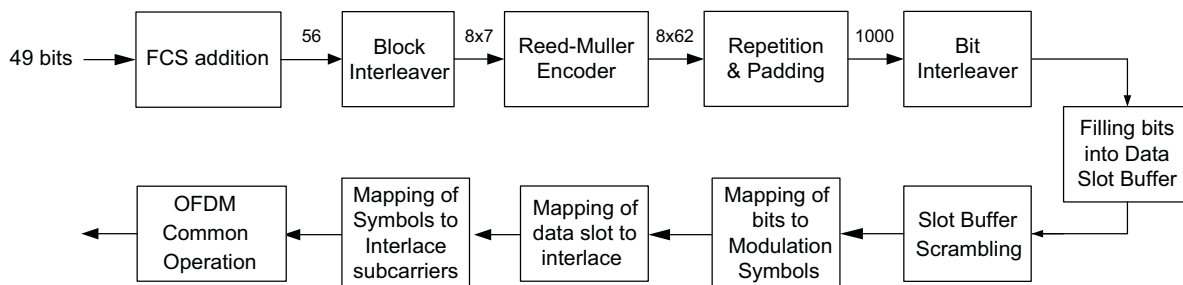 49 bits
FCS addition
56
Block
Interleaver
8x7
Reed-Muller
Encoder
8x62
Repetition
& Padding
1000
Bit
Interleaver
Filling bits
into Data
Slot Buffer
Slot Buffer
Scrambling
Mapping of
bits to
Modulation
Symbols
Mapping of
data slot to
interlace
Mapping of
Symbols to
Interlace
subcarriers
OFDM
Common
Operation